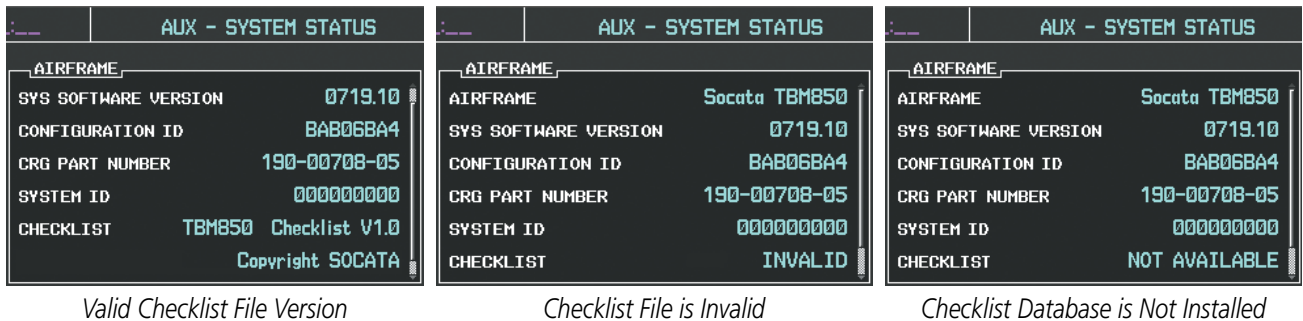 AUX - SYSTEM STATUS
AIRFRAME
SYS SOFTWARE VERSION 0719.10
CONFIGURATION ID BAB06BA4
CRG PART NUMBER 190-00708-05
SYSTEM ID 000000000
CHECKLIST TBM850 Checklist V1.0
Copyright SOCATA
Valid Checklist File Version
AUX - SYSTEM STATUS
AIRFRAME
AIRFRAME Socata TBM850
SYS SOFTWARE VERSION 0719.10
CONFIGURATION ID BAB06BA4
CRG PART NUMBER 190-00708-05
SYSTEM ID 000000000
CHECKLIST INVALID
Checklist File is Invalid
AUX - SYSTEM STATUS
AIRFRAME
AIRFRAME Socata TBM850
SYS SOFTWARE VERSION 0719.10
CONFIGURATION ID BAB06BA4
CRG PART NUMBER 190-00708-05
SYSTEM ID 000000000
CHECKLIST NOT AVAILABLE
Checklist Database is Not Installed